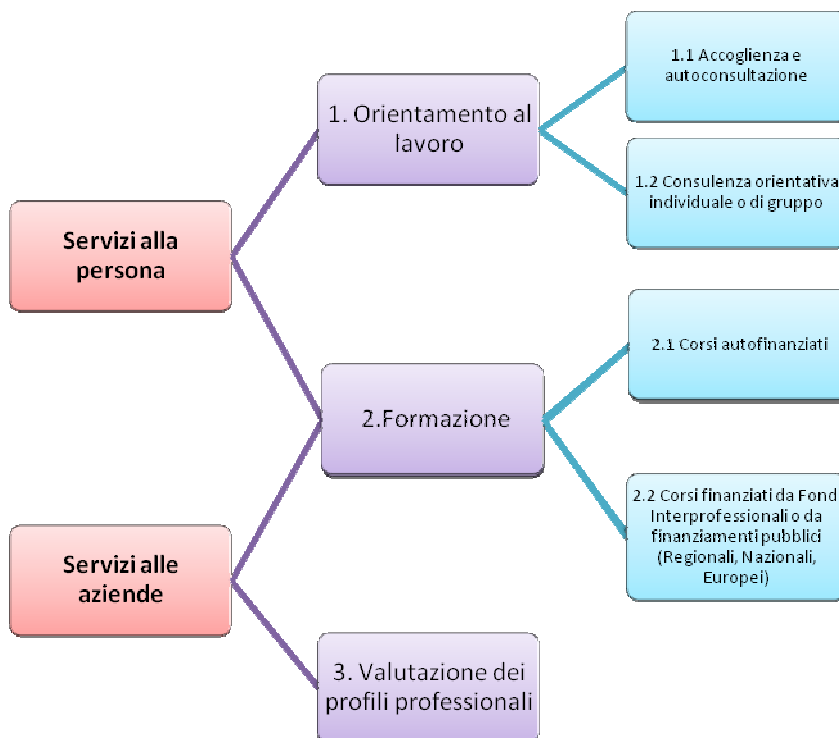 Servizi alla
persona
Servizi alle
aziende
1. Orientamento al
lavoro
2.Formazione
3. Valutazione dei
profili professionali
1.1 Accoglienza e
autoconsultazione
1.2 Consulenza orientativa
individuale o di gruppo
2.1 Corsi autofinanziati
2.2 Corsi finanziati da Fond
Interprofessionali o da
finanziamenti pubblici
(Regionali, Nazionali,
Europei)